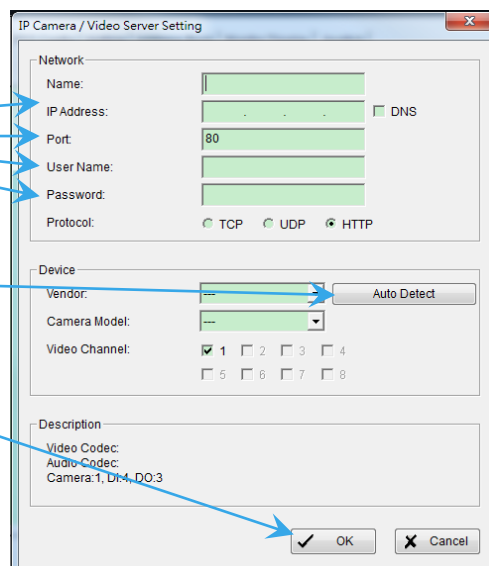 IP Camera / Video Server Setting
Network
Name:
IP Address: . . . DNS
Port: 80
User Name:
Password:
Protocol: TCP UDP HTTP
Device
Vendor: --- Auto Detect
Camera Model: ---
Video Channel: 1 2 3 4
5 6 7 8
Description
Video Codec:
Audio Codec:
Camera:1, DI:4, DO:3
OK Cancel